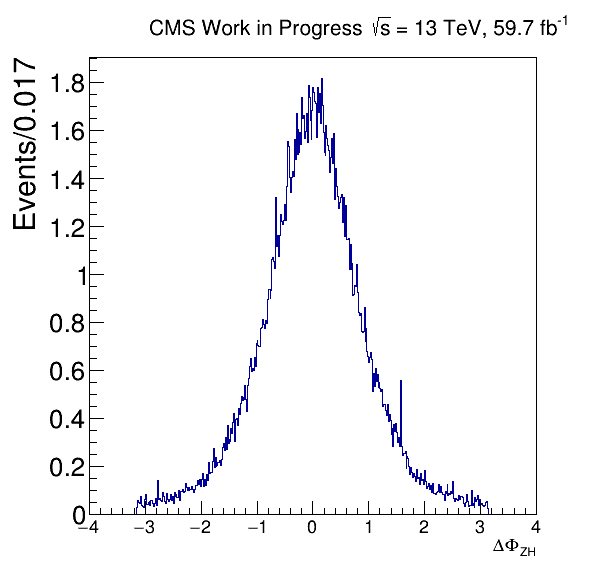 CMS Work in Progress √s = 13 TeV, 59.7 fb⁻¹
Events/0.017
1.8
1.6
1.4
1.2
1
0.8
0.6
0.4
0.2
0
−4 −3 −2 −1 0 1 2 3 4
ΔΦZH